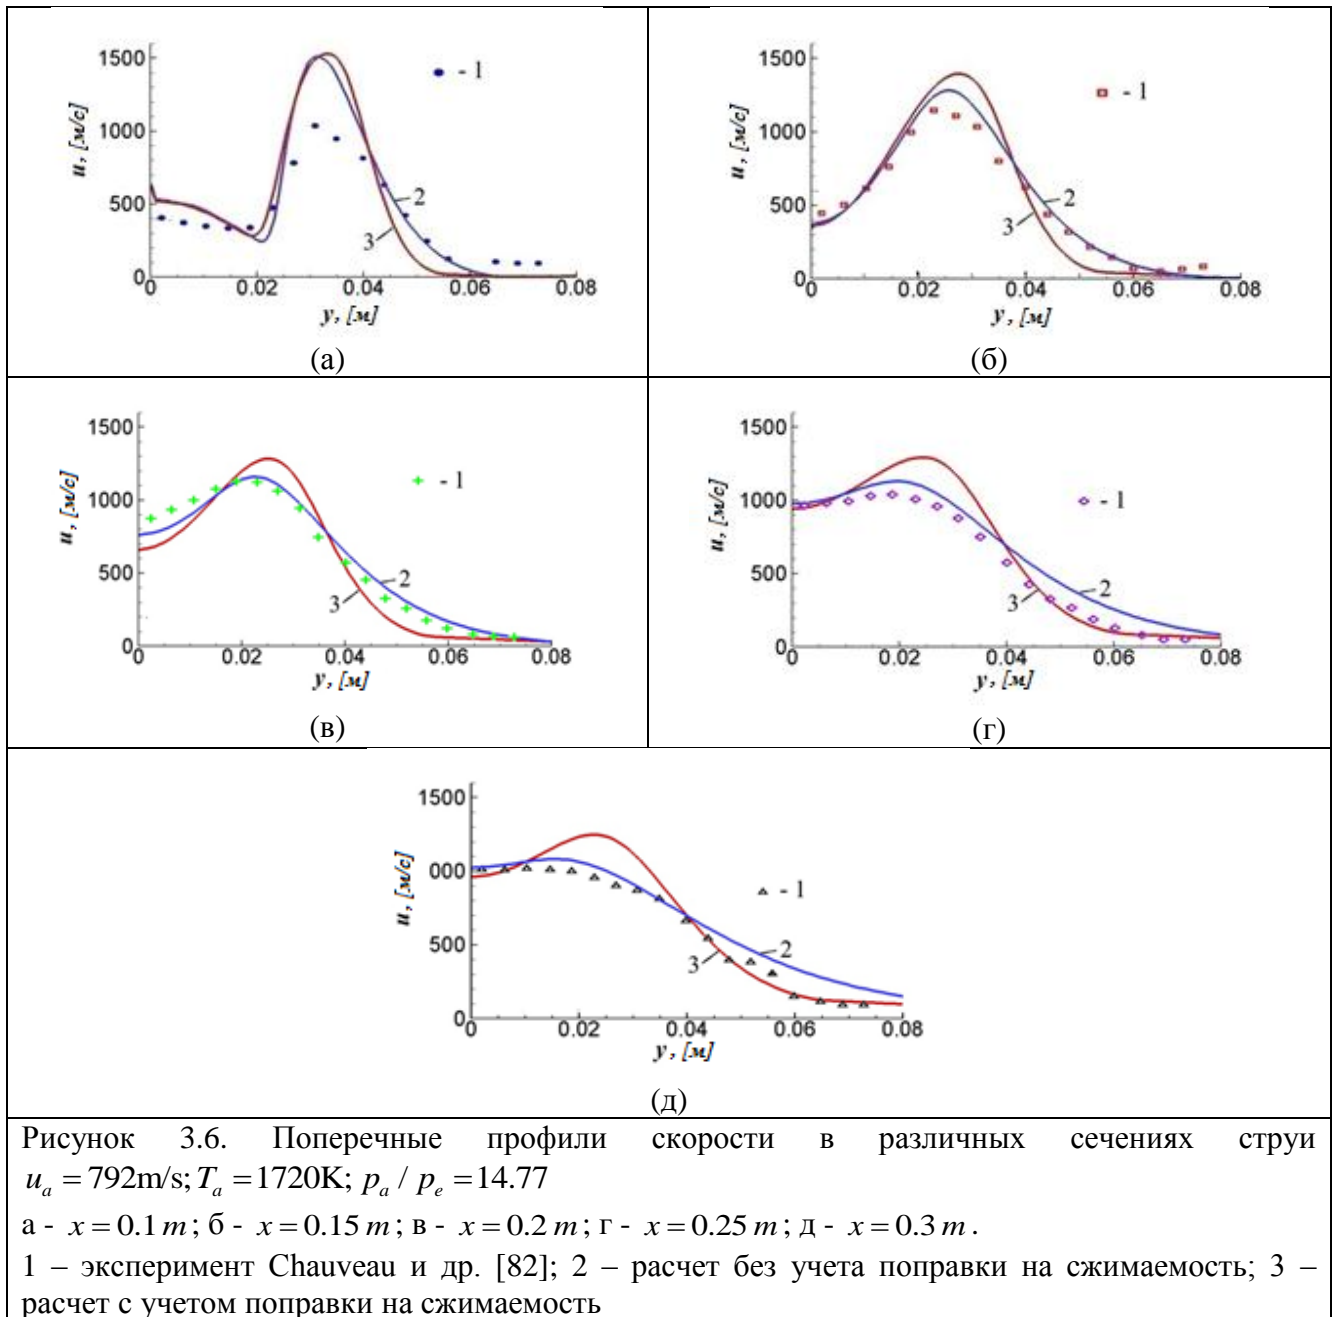 1500
1000
500
0
u, [м/с]
- 1
2
3
0 0.02 0.04 0.06 0.08
y, [м]
(а)
1500
1000
500
0
u, [м/с]
- 1
2
3
0 0.02 0.04 0.06 0.08
y, [м]
(б)
1500
1000
500
0
u, [м/с]
- 1
2
3
0 0.02 0.04 0.06 0.08
y, [м]
(в)
1500
1000
500
0
u, [м/с]
- 1
2
3
0 0.02 0.04 0.06 0.08
y, [м]
(г)
1500
000
500
0
u, [м/с]
- 1
2
3
0 0.02 0.04 0.06 0.08
y, [м]
(д)
Рисунок 3.6. Поперечные профили скорости в различных сечениях струи
u_a = 792m/s; T_a = 1720K; p_a / p_e = 14.77
а - x = 0.1 m; б - x = 0.15 m; в - x = 0.2 m; г - x = 0.25 m; д - x = 0.3 m.
1 – эксперимент Chauveau и др. [82]; 2 – расчет без учета поправки на сжимаемость; 3 –
расчет с учетом поправки на сжимаемость